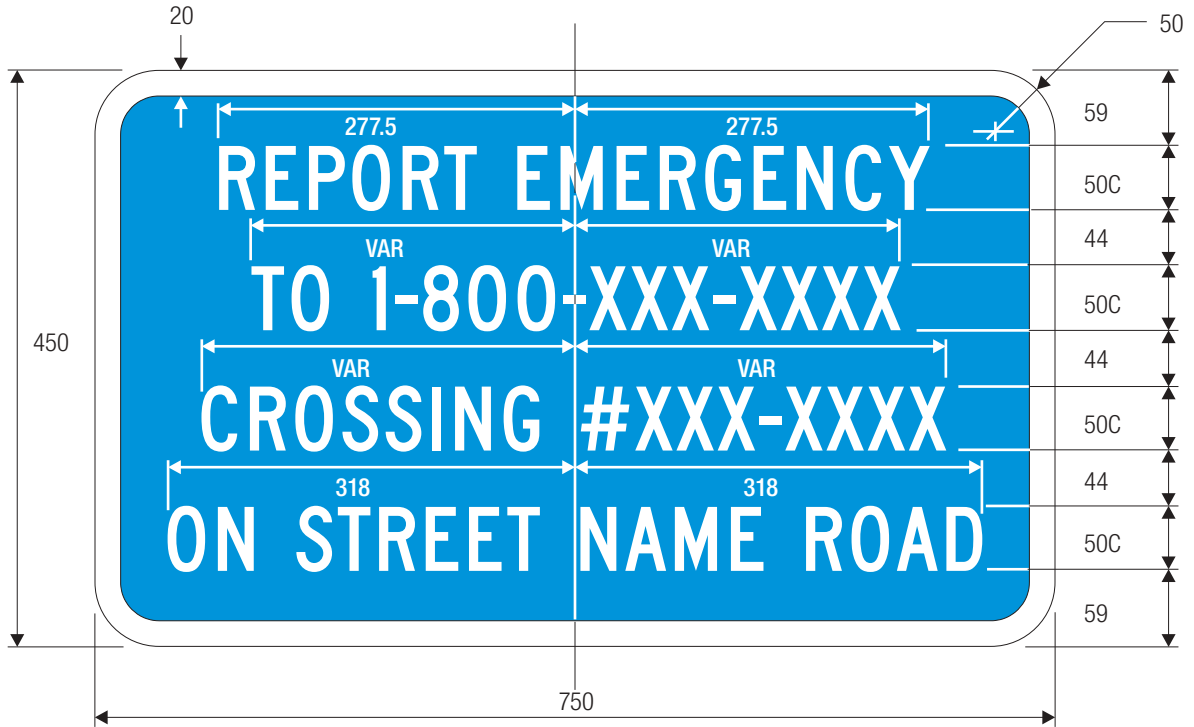 20
50
59
277.5 277.5
REPORT EMERGENCY
50C
VAR VAR
44
TO 1-800-XXX-XXXX
50C
450
VAR VAR
44
CROSSING #XXX-XXXX
50C
318 318
44
ON STREET NAME ROAD
50C
59
750